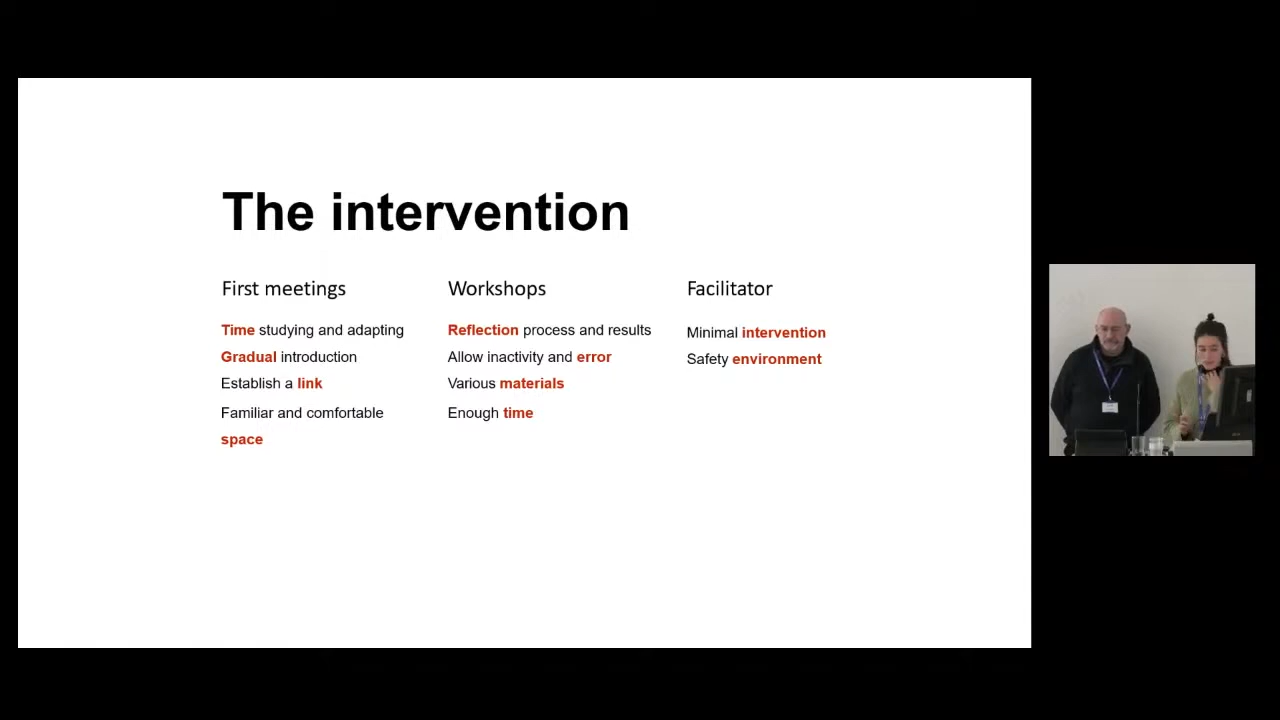 The intervention
First meetings
Time studying and adapting
Gradual introduction
Establish a link
Familiar and comfortable
space
Workshops
Reflection process and results
Allow inactivity and error
Various materials
Enough time
Facilitator
Minimal intervention
Safety environment